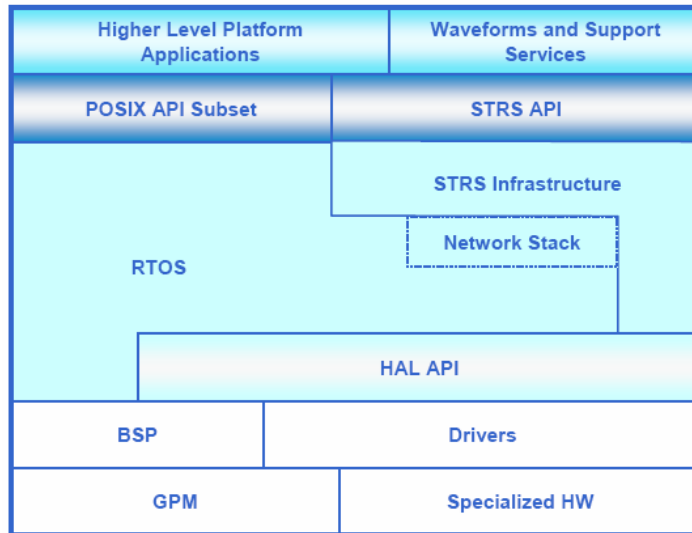 Higher Level Platform
Applications
Waveforms and Support
Services
POSIX API Subset
STRS API
STRS Infrastructure
Network Stack
RTOS
HAL API
BSP
Drivers
GPM
Specialized HW